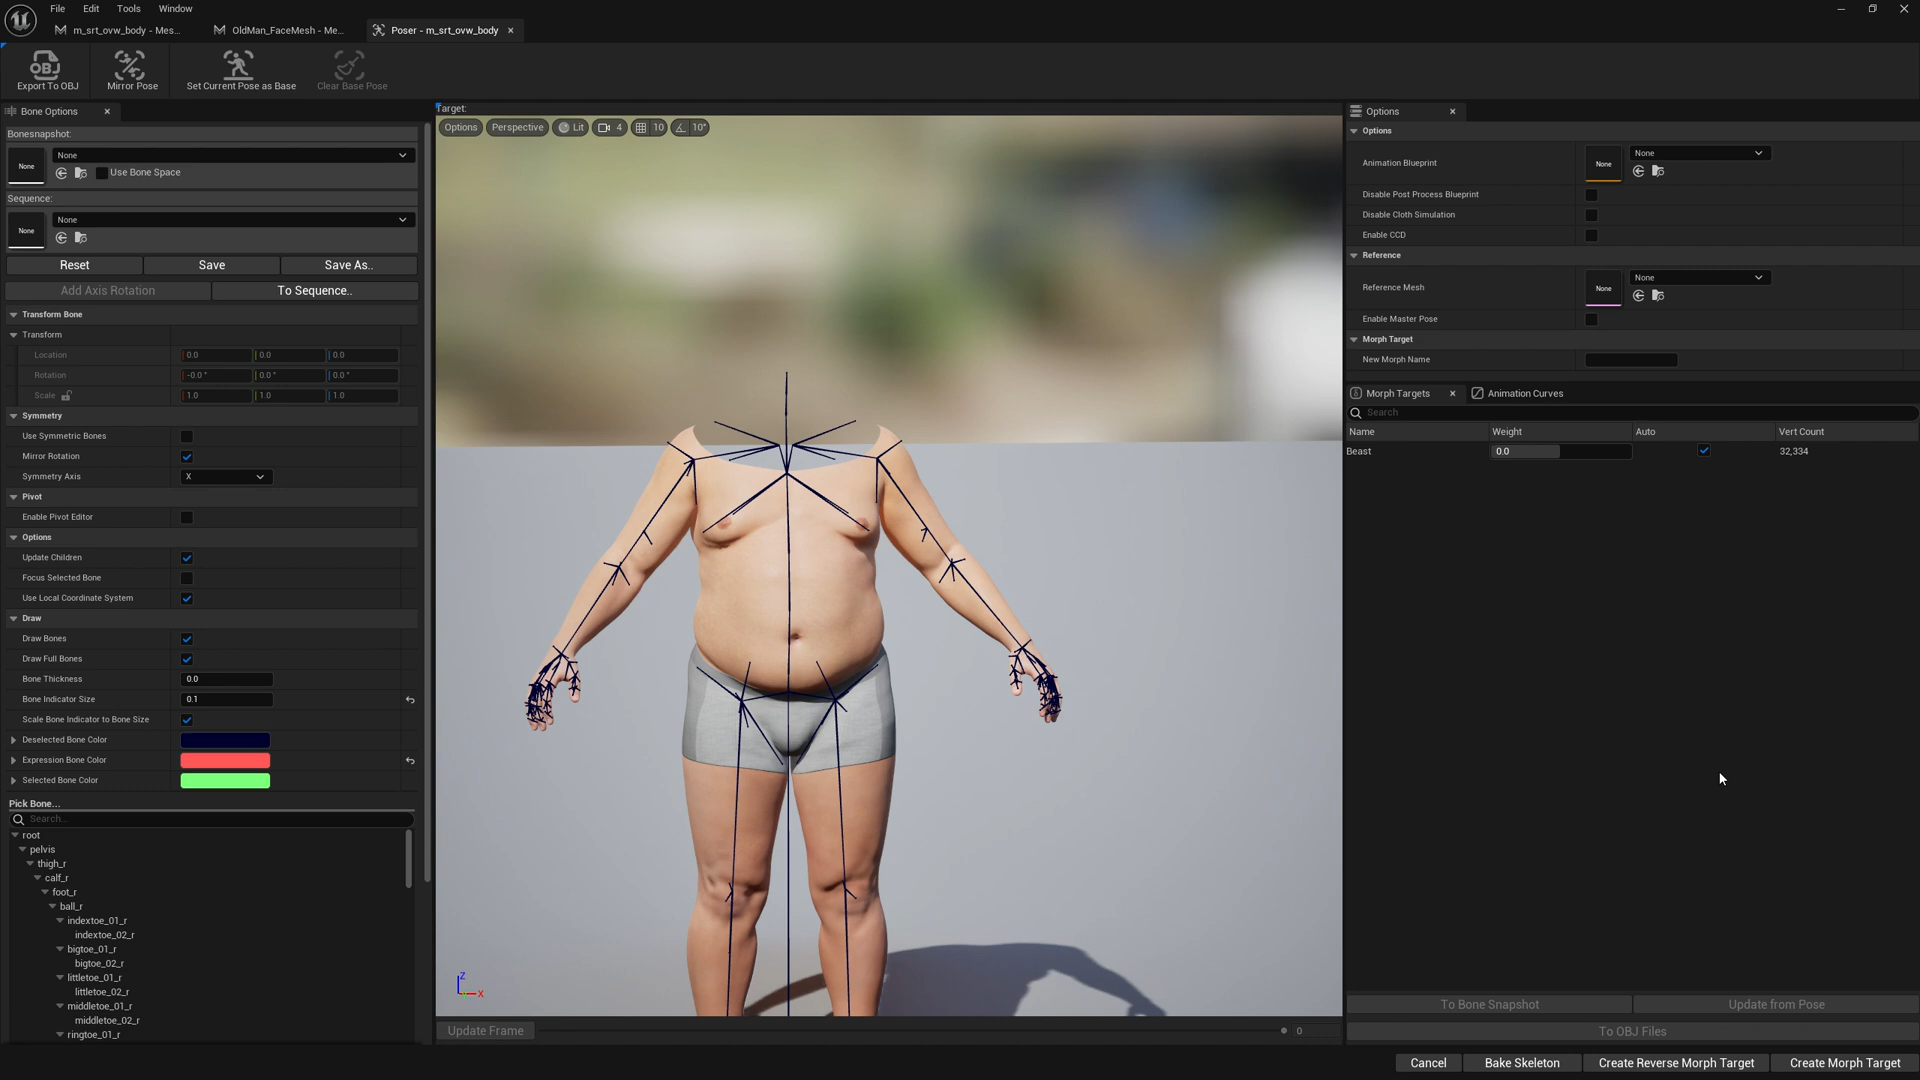 File Edit Tools Window
m_srt_ovw_body - Mes...
OldMan_FaceMesh - Me...
Poser - m_srt_ovw_body
Export To OBJ
Mirror Pose
Set Current Pose as Base
Clear Base Pose
Bone Options
Bonesnapshot:
None
None
Use Bone Space
Sequence:
None
None
Reset
Save
Save As..
Add Axis Rotation
To Sequence..
Transform Bone
Transform
Location 0.0 0.0 0.0
Rotation -0.0 ° 0.0 ° 0.0 °
Scale 1.0 1.0 1.0
Symmetry
Use Symmetric Bones
Mirror Rotation
Symmetry Axis X
Pivot
Enable Pivot Editor
Options
Update Children
Focus Selected Bone
Use Local Coordinate System
Draw
Draw Bones
Draw Full Bones
Bone Thickness 0.0
Bone Indicator Size 0.1
Scale Bone Indicator to Bone Size
Deselected Bone Color
Expression Bone Color
Selected Bone Color
Pick Bone...
Search...
root
pelvis
thigh_r
calf_r
foot_r
ball_r
indextoe_01_r
indextoe_02_r
bigtoe_01_r
bigtoe_02_r
littletoe_01_r
littletoe_02_r
middletoe_01_r
middletoe_02_r
ringtoe_01_r
Target:
Options Perspective Lit 4 10 10°
Z
X
Update Frame 0
Options
Options
Animation Blueprint None None
Disable Post Process Blueprint
Disable Cloth Simulation
Enable CCD
Reference
Reference Mesh None None
Enable Master Pose
Morph Target
New Morph Name
Morph Targets
Animation Curves
Search
Name Weight Auto Vert Count
Beast 0.0 32,334
To Bone Snapshot
Update from Pose
To OBJ Files
Cancel
Bake Skeleton
Create Reverse Morph Target
Create Morph Target